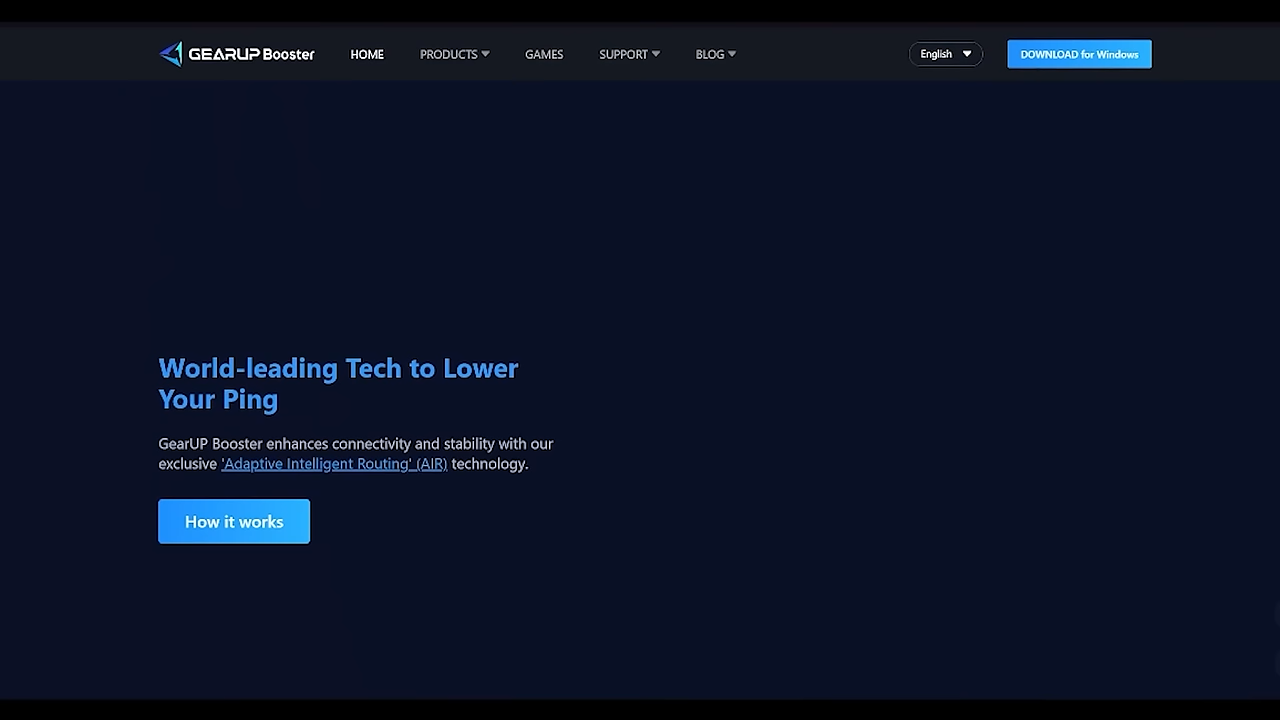 GEARUP Booster
HOME
PRODUCTS
GAMES
SUPPORT
BLOG
English
DOWNLOAD for Windows
World-leading Tech to Lower
Your Ping
GearUP Booster enhances connectivity and stability with our
exclusive 'Adaptive Intelligent Routing' (AIR) technology.
How it works